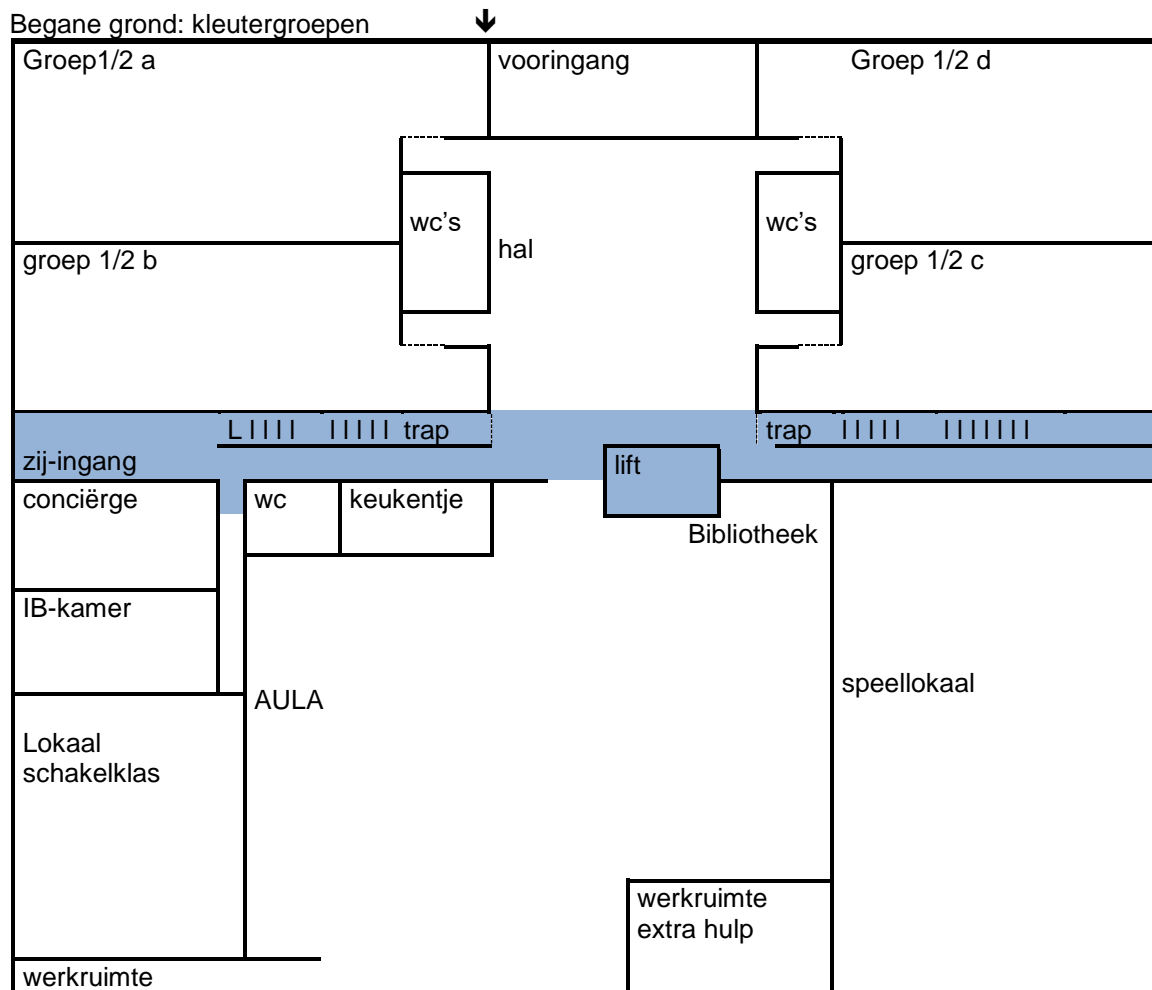 Begane grond: kleutergroepen
Groep1/2 a
vooringang
Groep 1/2 d
wc's
hal
wc's
groep 1/2 b
groep 1/2 c
L I I I I I I I I I trap
trap I I I I I I I I I I I I
zij-ingang
lift
conciërge
wc
keukentje
Bibliotheek
IB-kamer
speellokaal
AULA
Lokaal
schakelklas
werkruimte
extra hulp
werkruimte